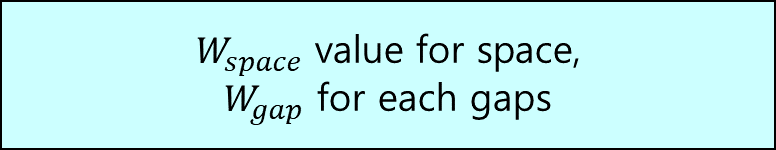 W_space value for space,
W_gap for each gaps